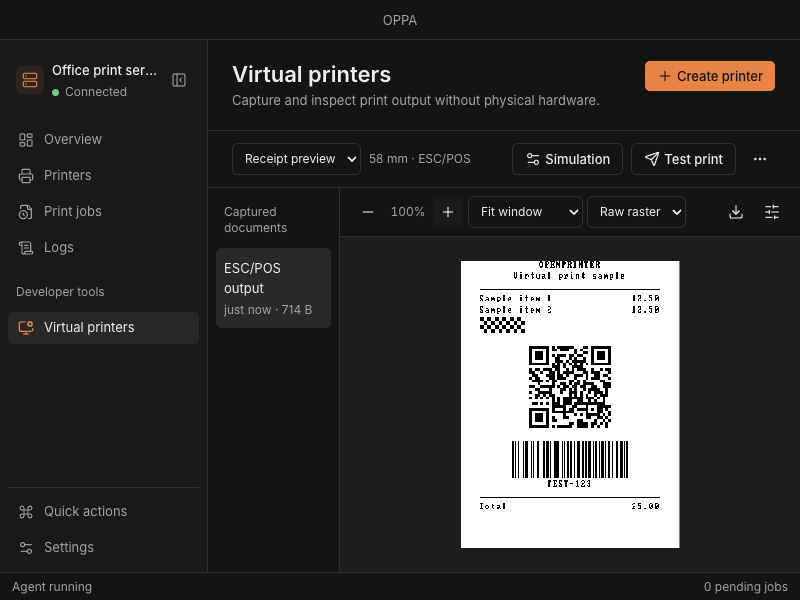 OPPA
Office print ser...
Connected
Overview
Printers
Print jobs
Logs
Developer tools
Virtual printers
Quick actions
Settings
Virtual printers
Capture and inspect print output without physical hardware.
Create printer
Receipt preview
58 mm · ESC/POS
Simulation
Test print
Captured
documents
ESC/POS
output
just now · 714 B
100%
Fit window
Raw raster
OPENPRINTER
Virtual print sample
Sample item 1 12.50
Sample item 2 12.50
TEST-123
Total 25.00
Agent running
0 pending jobs